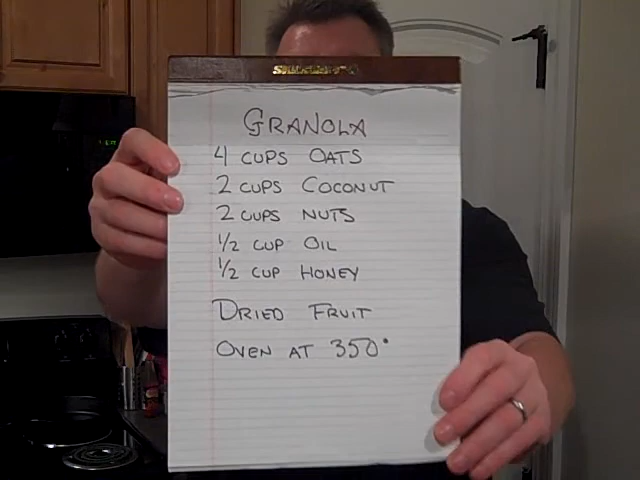 GRANOLA
4 CUPS OATS
2 CUPS COCONUT
2 CUPS NUTS
1/2 CUP OIL
1/2 CUP HONEY
DRIED FRUIT
OVEN AT 350°